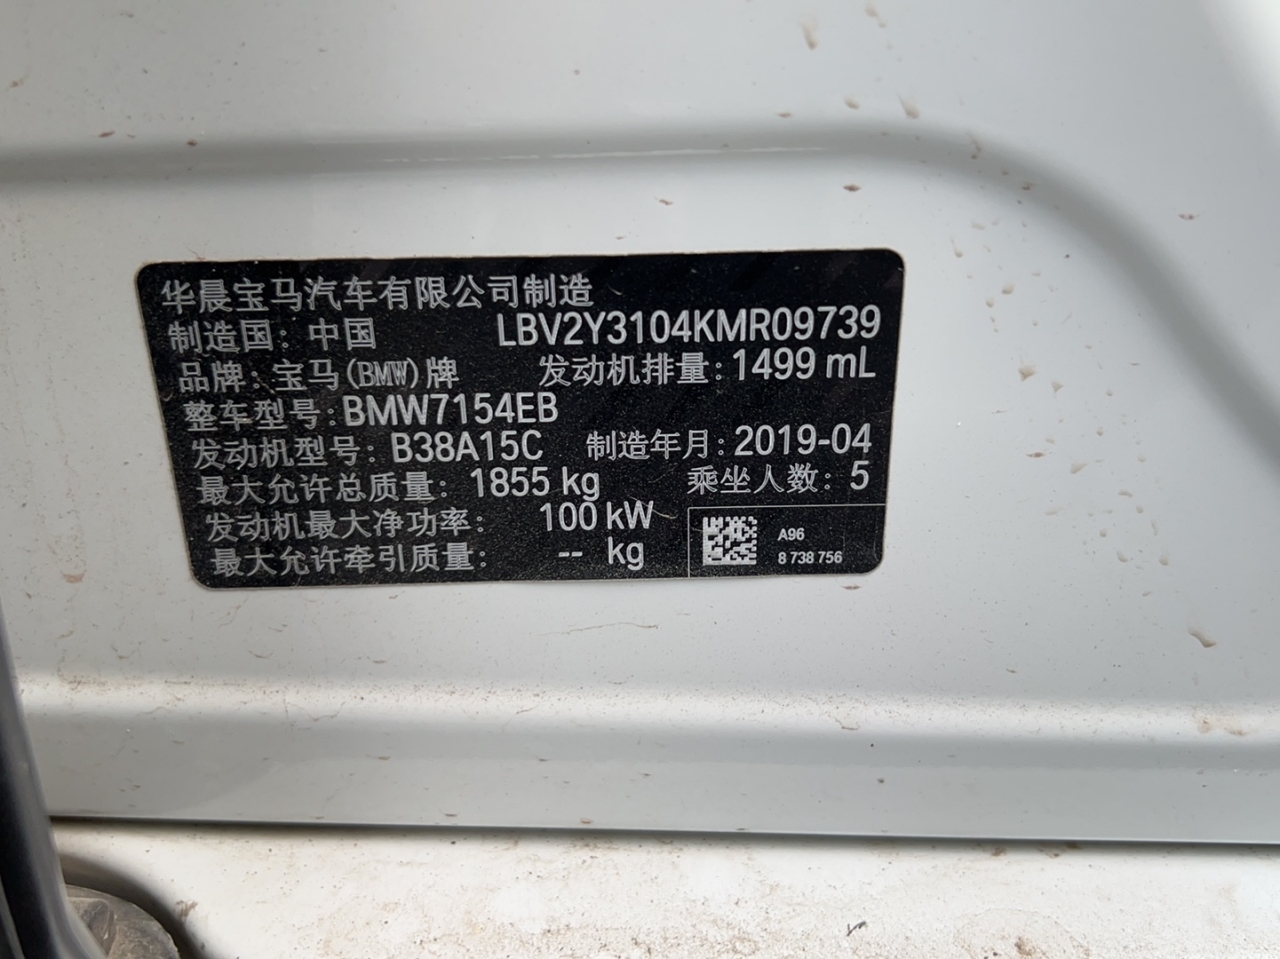 华晨宝马汽车有限公司制造
制造国：中国 LBV2Y3104KMR09739
品牌：宝马(BMW)牌 发动机排量：1499 mL
整车型号：BMW7154EB
发动机型号：B38A15C 制造年月：2019-04
最大允许总质量：1855 kg 乘坐人数：5
发动机最大净功率：100 kW
最大允许牵引质量：-- kg
A96
8 738 756